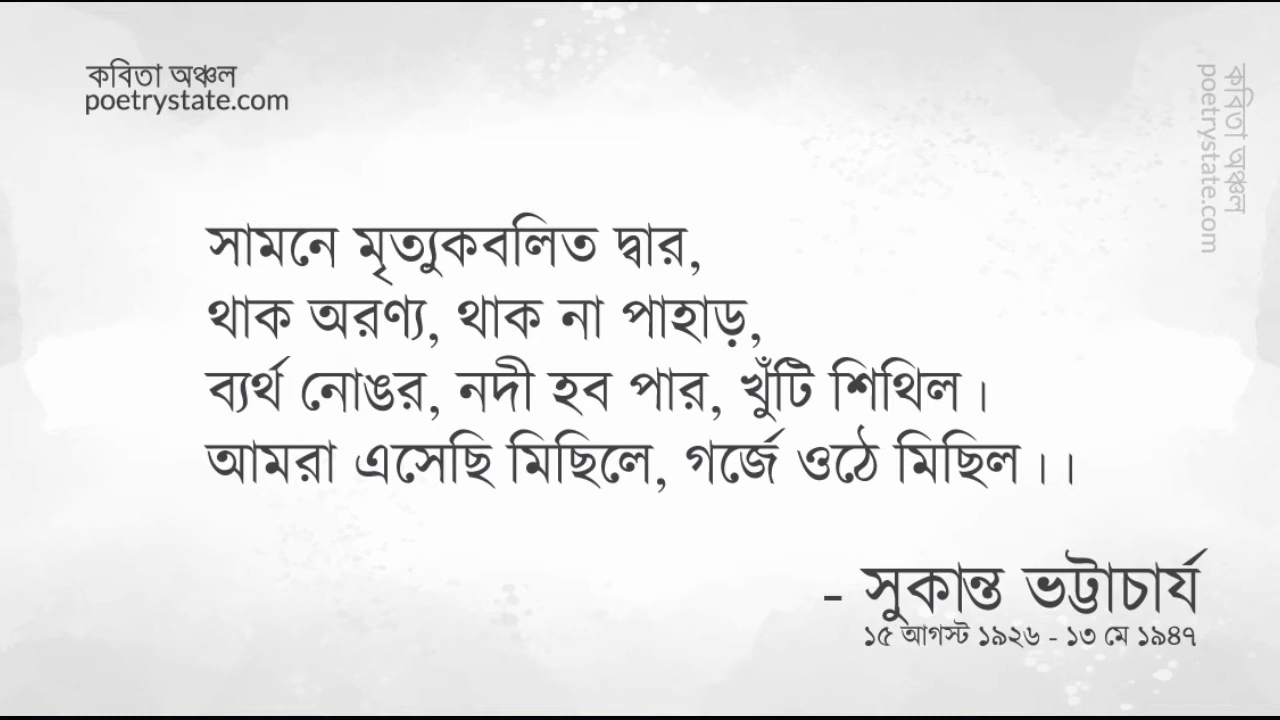 কবিতা অঞ্চল
poetrystate.com
কবিতা অঞ্চল
poetrystate.com
সামনে মৃত্যুকবলিত দ্বার,
থাক অরণ্য, থাক না পাহাড়,
ব্যর্থ নোঙর, নদী হব পার, খুঁটি শিথিল।
আমরা এসেছি মিছিলে, গর্জে ওঠে মিছিল।।
- সুকান্ত ভট্টাচার্য
১৫ আগস্ট ১৯২৬ - ১৩ মে ১৯৪৭